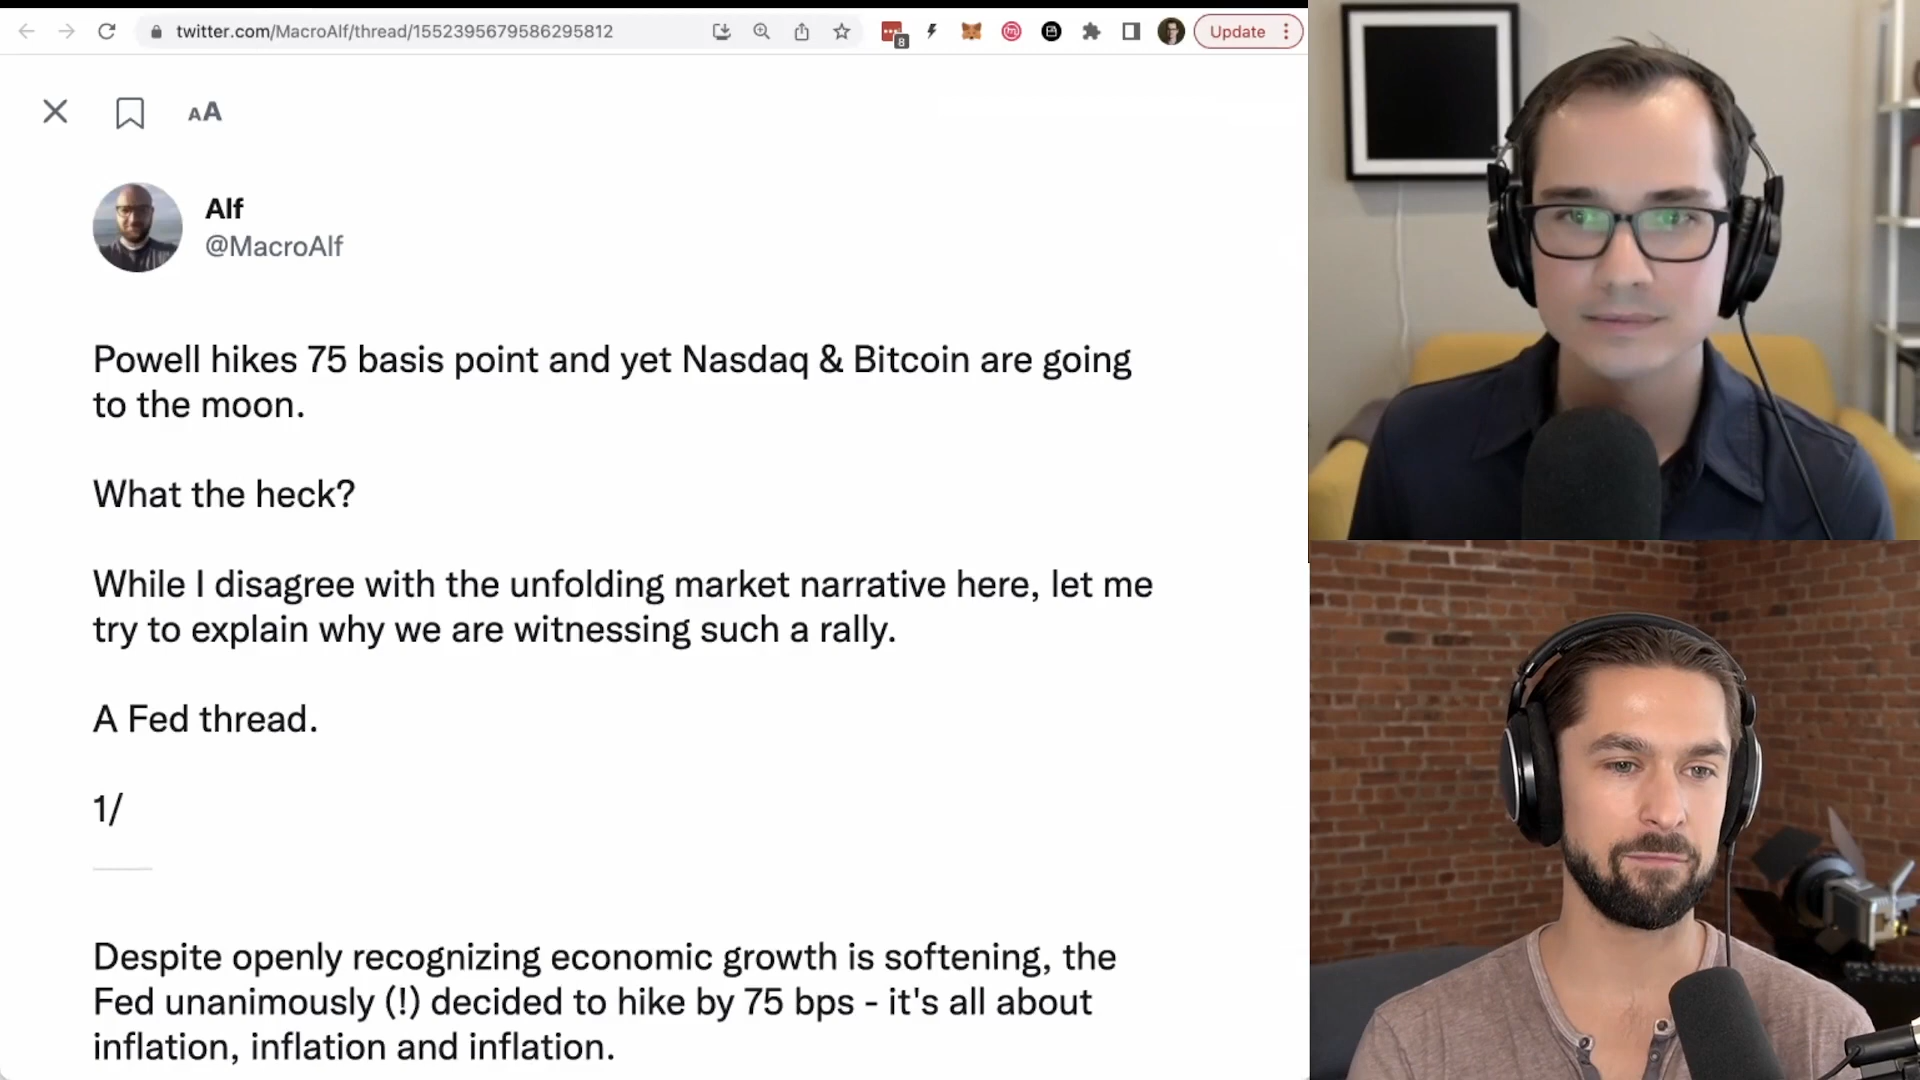 twitter.com/MacroAlf/thread/1552395679586295812
8
Update
AA
Alf
@MacroAlf
Powell hikes 75 basis point and yet Nasdaq & Bitcoin are going
to the moon.
What the heck?
While I disagree with the unfolding market narrative here, let me
try to explain why we are witnessing such a rally.
A Fed thread.
1/
Despite openly recognizing economic growth is softening, the
Fed unanimously (!) decided to hike by 75 bps - it's all about
inflation, inflation and inflation.